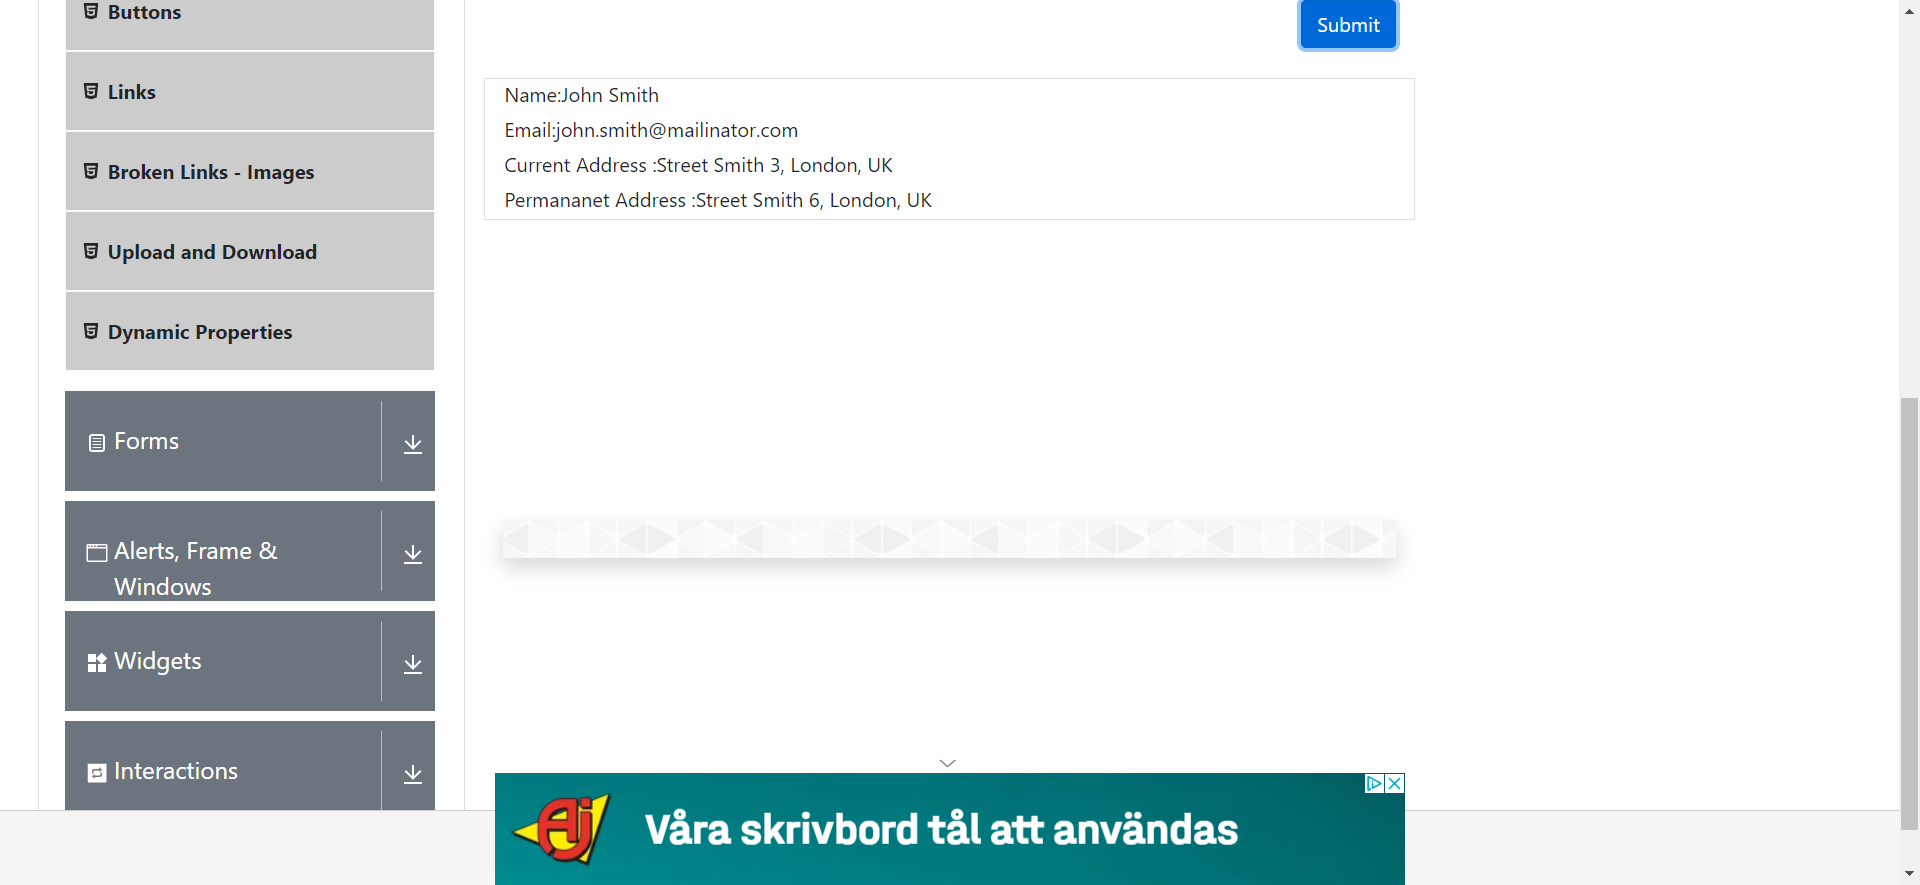 Buttons
Links
Broken Links - Images
Upload and Download
Dynamic Properties
Forms
Alerts, Frame &
Windows
Widgets
Interactions
Submit
Name:John Smith
Email:john.smith@mailinator.com
Current Address :Street Smith 3, London, UK
Permananet Address :Street Smith 6, London, UK
Aj
Våra skrivbord tål att användas